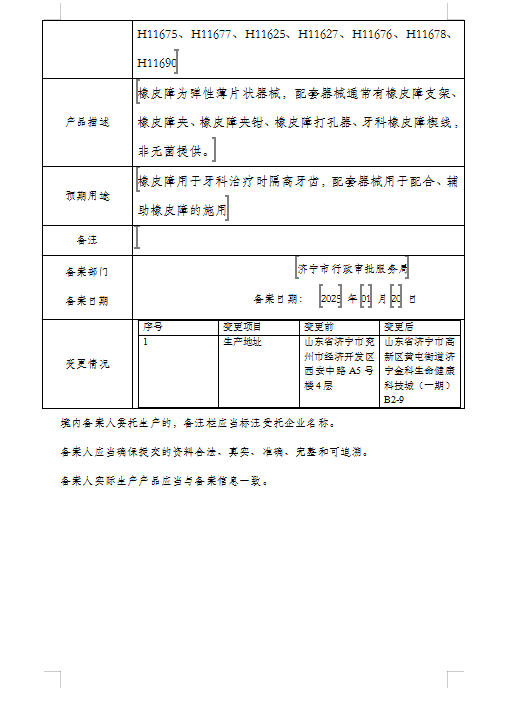 H11675、H11677、H11625、H11627、H11676、H11678、
H11690
产品描述
橡皮障为弹性薄片状器械，配套器械通常有橡皮障支架、
橡皮障夹、橡皮障夹钳、橡皮障打孔器、牙科橡皮障楔线，
非无菌提供。
预期用途
橡皮障用于牙科治疗时隔离牙齿，配套器械用于配合、辅
助橡皮障的施用
备注
备案部门
济宁市行政审批服务局
备案日期
备案日期： 2025 年 01 月 20 日
变更情况
序号 变更项目 变更前 变更后
1 生产地址 山东省济宁市兖 山东省济宁市高
州市经济开发区 新区黄屯街道济
西安中路 A5 号 宁金科生命健康
楼 4 层 科技城（一期）
B2-9
境内备案人委托生产的，备注栏应当标注受托企业名称。
备案人应当确保提交的资料合法、真实、准确、完整和可追溯。
备案人实际生产产品应当与备案信息一致。